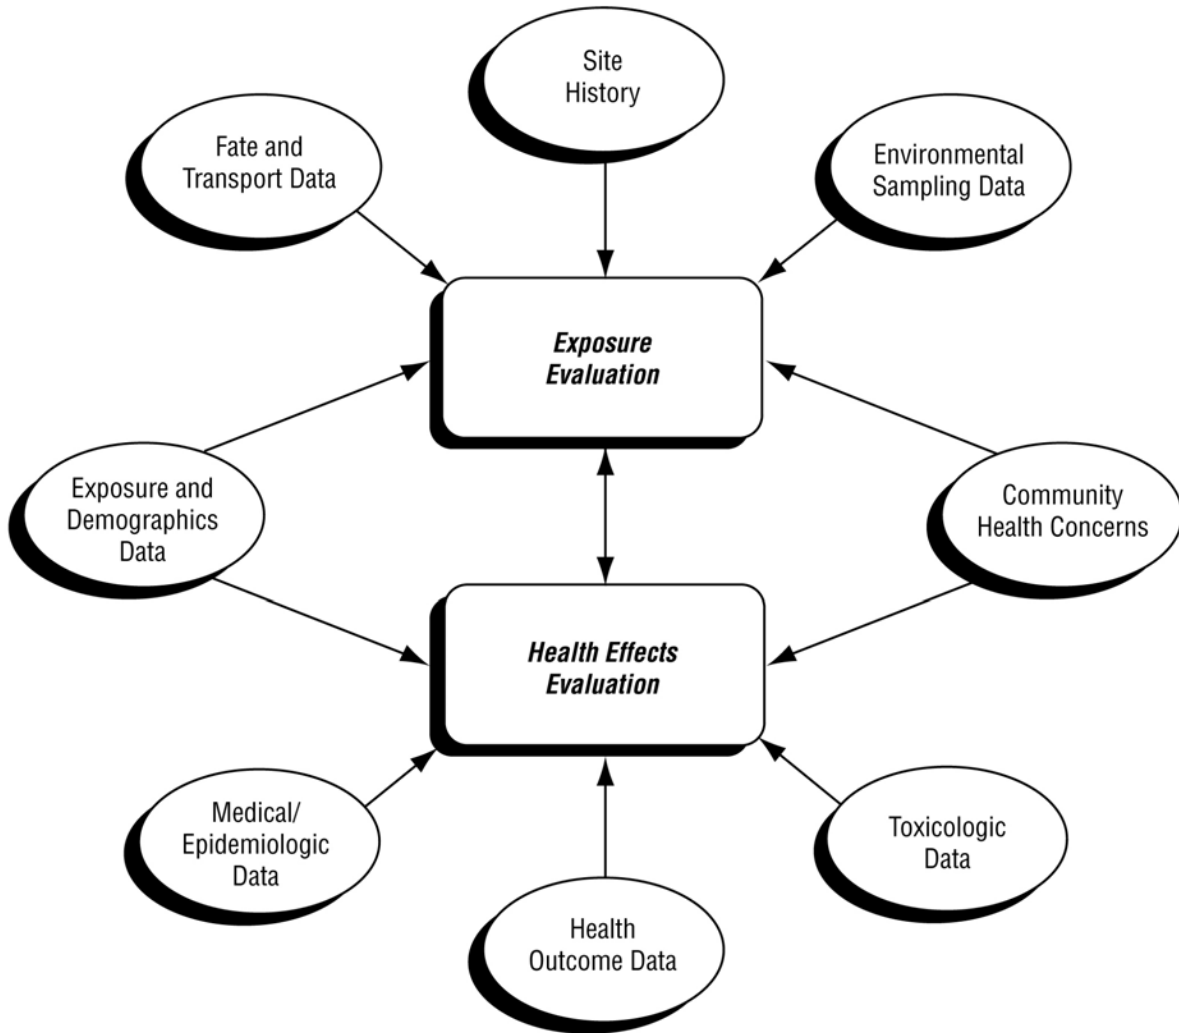 Site
History
Fate and
Transport Data
Environmental
Sampling Data
Exposure
Evaluation
Exposure and
Demographics
Data
Community
Health Concerns
Health Effects
Evaluation
Medical/
Epidemiologic
Data
Toxicologic
Data
Health
Outcome Data